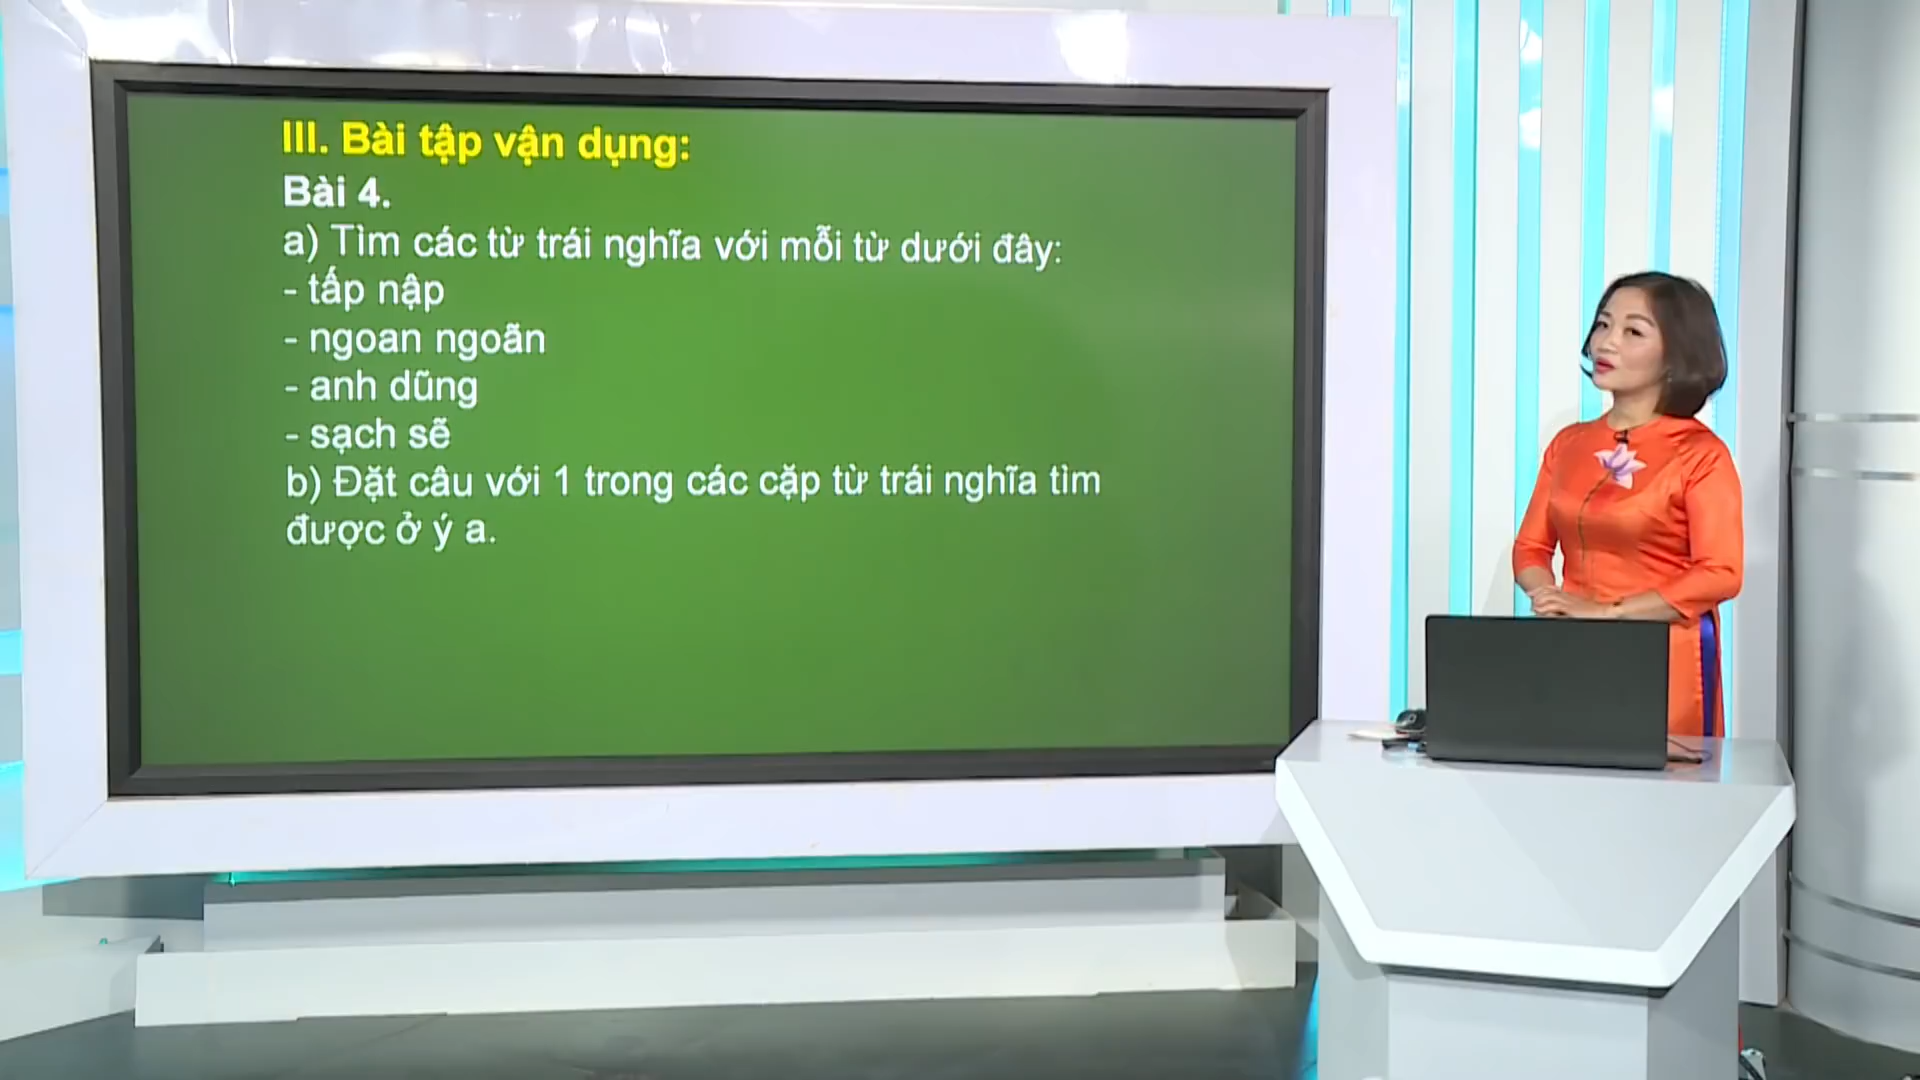 III. Bài tập vận dụng:
Bài 4.
a) Tìm các từ trái nghĩa với mỗi từ dưới đây:
- tấp nập
- ngoan ngoãn
- anh dũng
- sạch sẽ
b) Đặt câu với 1 trong các cặp từ trái nghĩa tìm
được ở ý a.